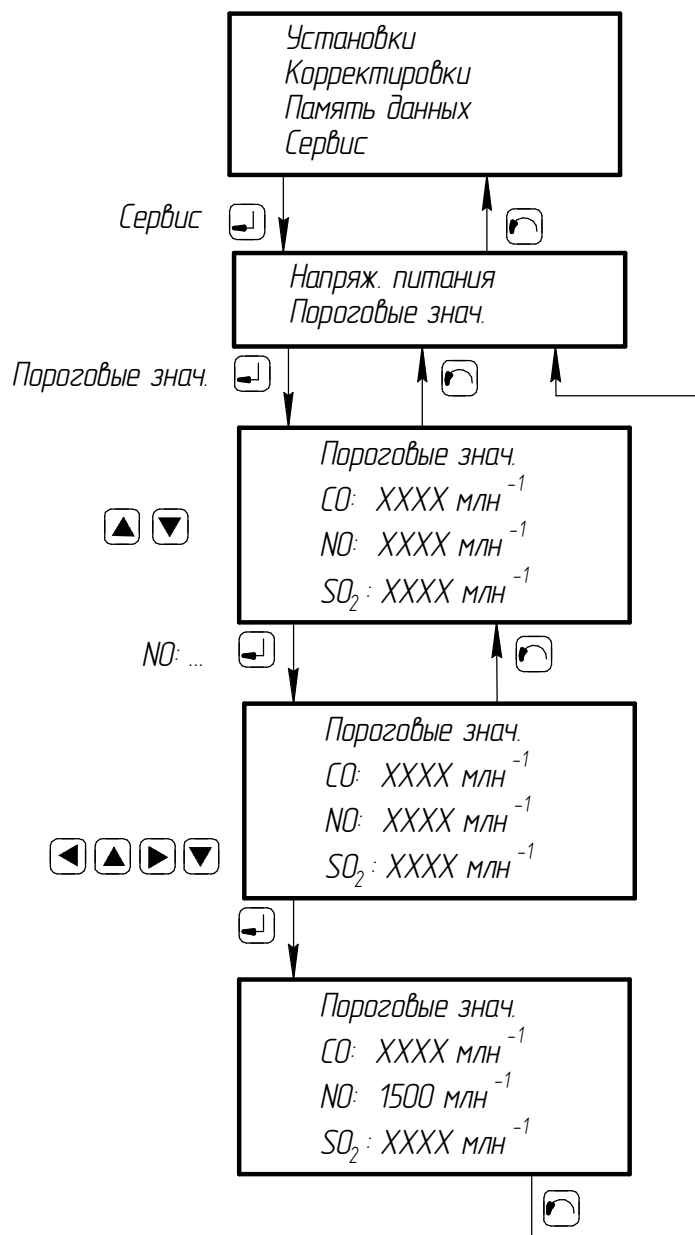 Установки
Корректировки
Память данных
Сервис
Сервис
Напряж. питания
Пороговые знач.
Пороговые знач.
Пороговые знач.
CO: XXXX млн⁻¹
NO: XXXX млн⁻¹
SO₂: XXXX млн⁻¹
NO: ...
Пороговые знач.
CO: XXXX млн⁻¹
NO: XXXX млн⁻¹
SO₂: XXXX млн⁻¹
Пороговые знач.
CO: XXXX млн⁻¹
NO: 1500 млн⁻¹
SO₂: XXXX млн⁻¹